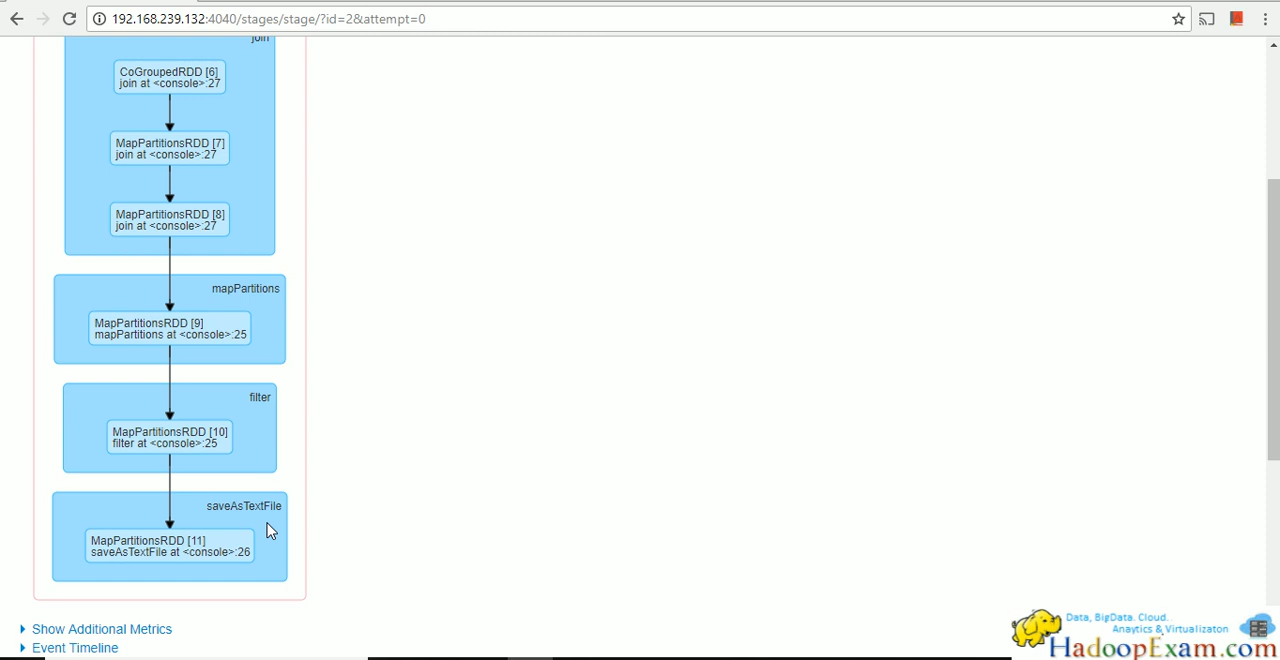 192.168.239.132:4040/stages/stage/?id=2&attempt=0
join
CoGroupedRDD [6]
join at <console>:27
MapPartitionsRDD [7]
join at <console>:27
MapPartitionsRDD [8]
join at <console>:27
mapPartitions
MapPartitionsRDD [9]
mapPartitions at <console>:25
filter
MapPartitionsRDD [10]
filter at <console>:25
saveAsTextFile
MapPartitionsRDD [11]
saveAsTextFile at <console>:26
Show Additional Metrics
Event Timeline
Data, BigData. Cloud..
Anaytics & Virtualizaton
HadoopExam.com